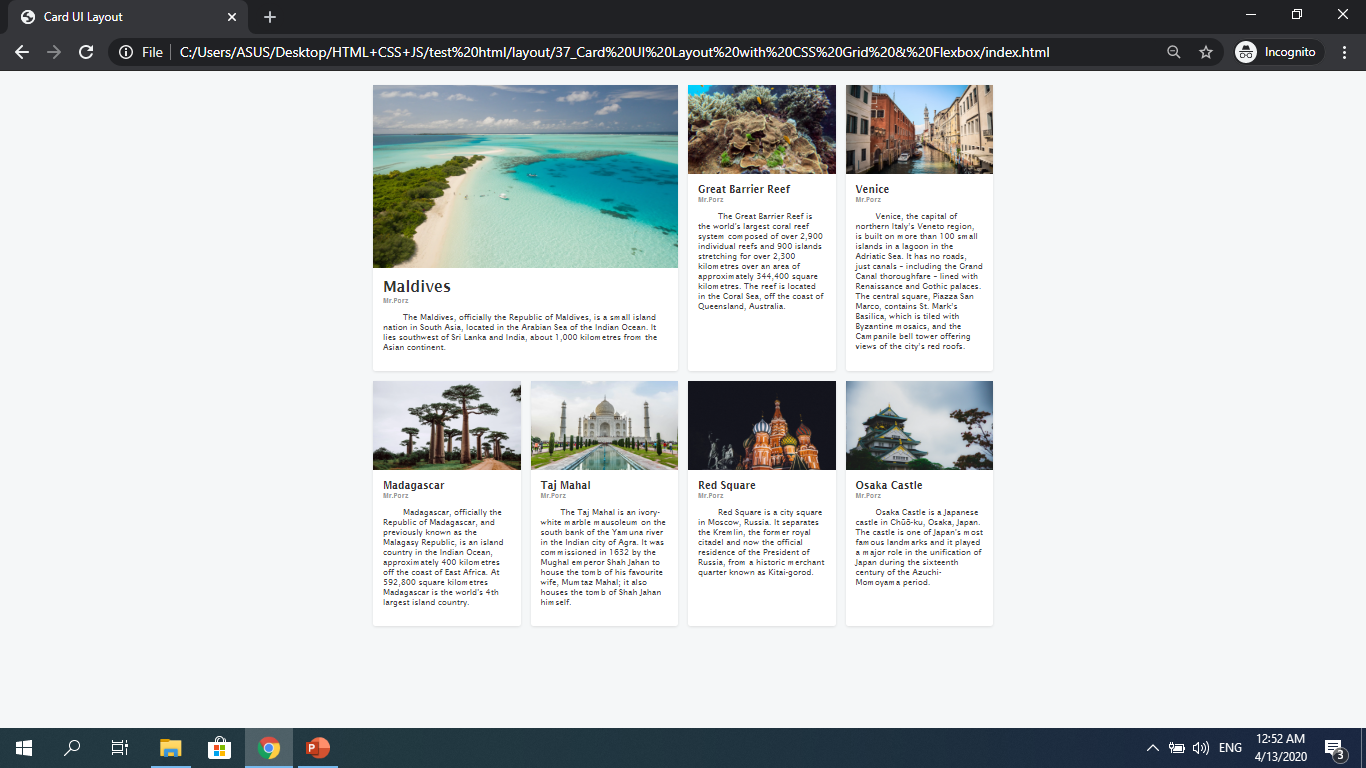 Card UI Layout
File
C:/Users/ASUS/Desktop/HTML+CSS+JS/test%20html/layout/37_Card%20UI%20Layout%20with%20CSS%20Grid%20&%20Flexbox/index.html
Incognito
Maldives
Mr.Porz
The Maldives, officially the Republic of Maldives, is a small island
nation in South Asia, located in the Arabian Sea of the Indian Ocean. It
lies southwest of Sri Lanka and India, about 1,000 kilometres from the
Asian continent.
Great Barrier Reef
Mr.Porz
The Great Barrier Reef is
the world's largest coral reef
system composed of over 2,900
individual reefs and 900 islands
stretching for over 2,300
kilometres over an area of
approximately 344,400 square
kilometres. The reef is located
in the Coral Sea, off the coast of
Queensland, Australia.
Venice
Mr.Porz
Venice, the capital of
northern Italy's Veneto region,
is built on more than 100 small
islands in a lagoon in the
Adriatic Sea. It has no roads,
just canals – including the Grand
Canal thoroughfare – lined with
Renaissance and Gothic palaces.
The central square, Piazza San
Marco, contains St. Mark's
Basilica, which is tiled with
Byzantine mosaics, and the
Campanile bell tower offering
views of the city's red roofs.
Madagascar
Mr.Porz
Madagascar, officially the
Republic of Madagascar, and
previously known as the
Malagasy Republic, is an island
country in the Indian Ocean,
approximately 400 kilometres
off the coast of East Africa. At
592,800 square kilometres
Madagascar is the world's 4th
largest island country.
Taj Mahal
Mr.Porz
The Taj Mahal is an ivory-
white marble mausoleum on the
south bank of the Yamuna river
in the Indian city of Agra. It was
commissioned in 1632 by the
Mughal emperor Shah Jahan to
house the tomb of his favourite
wife, Mumtaz Mahal; it also
houses the tomb of Shah Jahan
himself.
Red Square
Mr.Porz
Red Square is a city square
in Moscow, Russia. It separates
the Kremlin, the former royal
citadel and now the official
residence of the President of
Russia, from a historic merchant
quarter known as Kitai-gorod.
Osaka Castle
Mr.Porz
Osaka Castle is a Japanese
castle in Chūō-ku, Osaka, Japan.
The castle is one of Japan's most
famous landmarks and it played
a major role in the unification of
Japan during the sixteenth
century of the Azuchi-
Momoyama period.
ENG
12:52 AM
4/13/2020
3